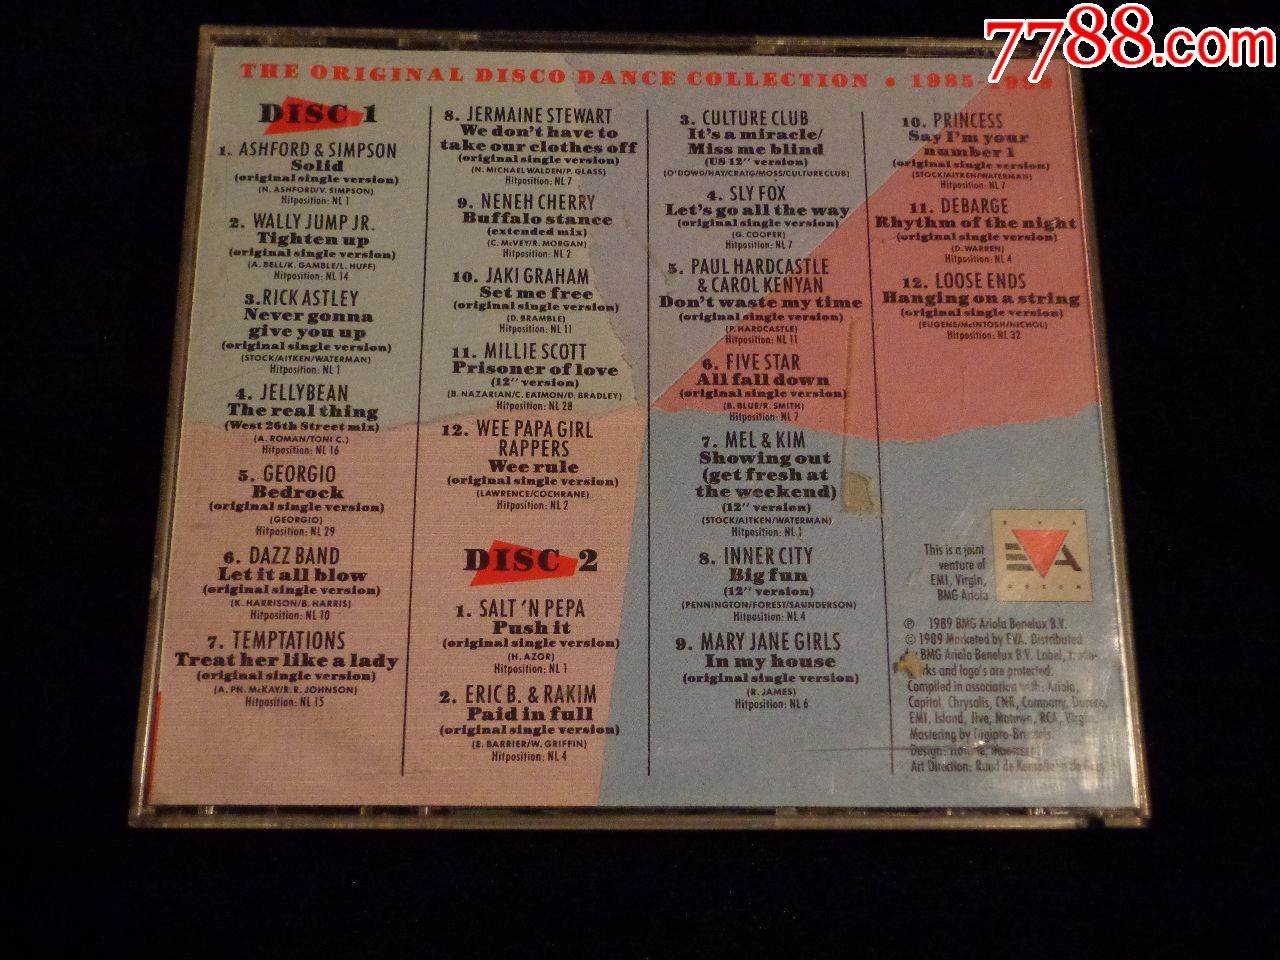 7788.com
THE ORIGINAL DISCO DANCE COLLECTION • 1985-1989
DISC 1
1. ASHFORD & SIMPSON
Solid
(original single version)
(N. ASHFORD/V. SIMPSON)
Hitposition: NL 1
2. WALLY JUMP JR.
Tighten up
(original single version)
(A. BELL/K. GAMBLE/L. HUFF)
Hitposition: NL 14
3. RICK ASTLEY
Never gonna
give you up
(original single version)
(STOCK/AITKEN/WATERMAN)
Hitposition: NL 1
4. JELLYBEAN
The real thing
(West 26th Street mix)
(A. ROMAN/TONI C.)
Hitposition: NL 16
5. GEORGIO
Bedrock
(original single version)
(GEORGIO)
Hitposition: NL 29
6. DAZZ BAND
Let it all blow
(original single version)
(K. HARRISON/B. HARRIS)
Hitposition: NL 10
7. TEMPTATIONS
Treat her like a lady
(original single version)
(A. PH. McKAY/R.R. JOHNSON)
Hitposition: NL 15
8. JERMAINE STEWART
We don't have to
take our clothes off
(original single version)
(N. MICHAEL WALDEN/P. GLASS)
Hitposition: NL 7
9. NENEH CHERRY
Buffalo stance
(extended mix)
(C. McVEY/R. MORGAN)
Hitposition: NL 2
10. JAKI GRAHAM
Set me free
(original single version)
(D. BRAMBLE)
Hitposition: NL 11
11. MILLIE SCOTT
Prisoner of love
(12" version)
(B. NAZARIAN/C. EATMON/D. BRADLEY)
Hitposition: NL 28
12. WEE PAPA GIRL
RAPPERS
Wee rule
(original single version)
(LAWRENCE/COCHRANE)
Hitposition: NL 2
DISC 2
1. SALT 'N PEPA
Push it
(original single version)
(H. AZOR)
Hitposition: NL 1
2. ERIC B. & RAKIM
Paid in full
(original single version)
(E. BARRIER/W. GRIFFIN)
Hitposition: NL 4
3. CULTURE CLUB
It's a miracle/
Miss me blind
(US 12" version)
(O'DOWD/HAY/CRAIG/MOSS/CULTURE CLUB)
4. SLY FOX
Let's go all the way
(original single version)
(G. COOPER)
Hitposition: NL 7
5. PAUL HARDCASTLE
& CAROL KENYAN
Don't waste my time
(original single version)
(P. HARDCASTLE)
Hitposition: NL 11
6. FIVE STAR
All fall down
(original single version)
(B. BLUE/R. SMITH)
Hitposition: NL 7
7. MEL & KIM
Showing out
(get fresh at
the weekend)
(12" version)
(STOCK/AITKEN/WATERMAN)
Hitposition: NL 1
8. INNER CITY
Big fun
(12" version)
(PENNINGTON/FOREST/SAUNDERSON)
Hitposition: NL 4
9. MARY JANE GIRLS
In my house
(original single version)
(R. JAMES)
Hitposition: NL 6
10. PRINCESS
Say I'm your
number 1
(original single version)
(STOCK/AITKEN/WATERMAN)
Hitposition: NL 7
11. DEBARGE
Rhythm of the night
(original single version)
(D. WARREN)
Hitposition: NL 4
12. LOOSE ENDS
Hanging on a string
(original single version)
(EUGENE/McINTOSH/NICHOL)
Hitposition: NL 32
This is a joint
venture of
EMI, Virgin,
BMG Ariola
EVA
℗ 1989 BMG Ariola Benelux B.V.
© 1989 Marketed by EVA. Distributed
by BMG Ariola Benelux B.V. Label, trade-
rks and logo's are protected.
Compiled in association with: Ariola,
Capitol, Chrysalis, CNR, Company, Dureco,
EMI, Island, Jive, Motown, RCA, Virgin
Mastering by
Design:
Art Direction: Ruud de